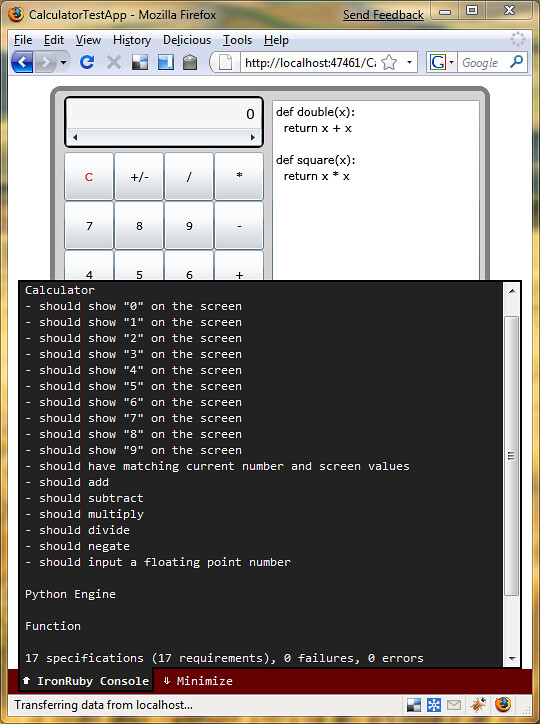 CalculatorTestApp - Mozilla Firefox
Send Feedback
File Edit View History Delicious Tools Help
http://localhost:47461/Ca
G Google
0
C +/- / *
7 8 9 -
4 5 6 +
def double(x):
return x + x
def square(x):
return x * x
Calculator
- should show "0" on the screen
- should show "1" on the screen
- should show "2" on the screen
- should show "3" on the screen
- should show "4" on the screen
- should show "5" on the screen
- should show "6" on the screen
- should show "7" on the screen
- should show "8" on the screen
- should show "9" on the screen
- should have matching current number and screen values
- should add
- should subtract
- should multiply
- should divide
- should negate
- should input a floating point number
Python Engine
Function
17 specifications (17 requirements), 0 failures, 0 errors
IronRuby Console Minimize
Transferring data from localhost...